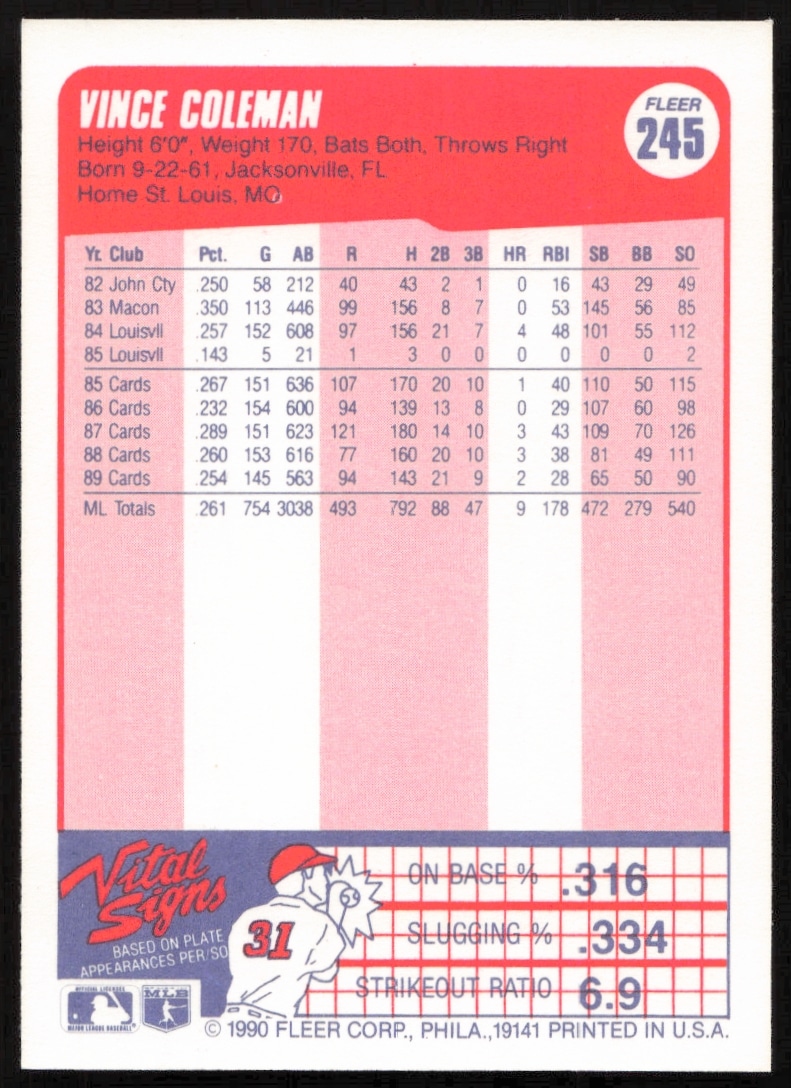 VINCE COLEMAN
FLEER
245
Height 6'0", Weight 170, Bats Both, Throws Right
Born 9-22-61, Jacksonville, FL
Home St. Louis, MO
Yr. Club Pct. G AB R H 2B 3B HR RBI SB BB SO
82 John Cty .250 58 212 40 43 2 1 0 16 43 29 49
83 Macon .350 113 446 99 156 8 7 0 53 145 56 85
84 Louisvll .257 152 608 97 156 21 7 4 48 101 55 112
85 Louisvll .143 5 21 1 3 0 0 0 0 0 0 2
85 Cards .267 151 636 107 170 20 10 1 40 110 50 115
86 Cards .232 154 600 94 139 13 8 0 29 107 60 98
87 Cards .289 151 623 121 180 14 10 3 43 109 70 126
88 Cards .260 153 616 77 160 20 10 3 38 81 49 111
89 Cards .254 145 563 94 143 21 9 2 28 65 50 90
ML Totals .261 754 3038 493 792 88 47 9 178 472 279 540
Vital
Signs
BASED ON PLATE
APPEARANCES PER/SO
31
ON BASE % .316
SLUGGING % .334
STRIKEOUT RATIO 6.9
OFFICIAL LICENSEE
MAJOR LEAGUE BASEBALL
MLB
© 1990 FLEER CORP., PHILA.,19141 PRINTED IN U.S.A.